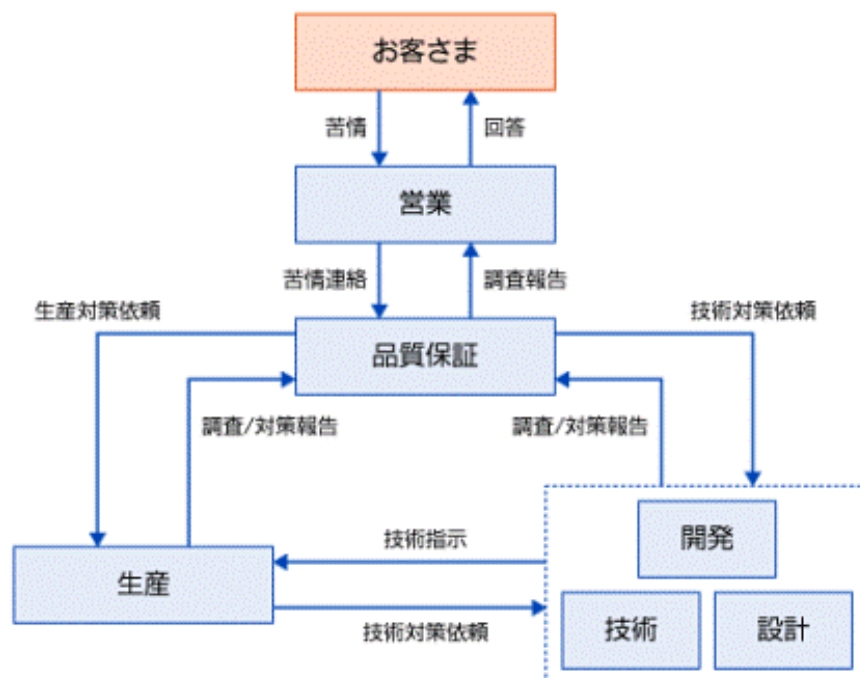 お客さま
苦情
回答
営業
苦情連絡
調査報告
生産対策依頼
技術対策依頼
品質保証
調査/対策報告
調査/対策報告
開発
技術指示
生産
技術
設計
技術対策依頼